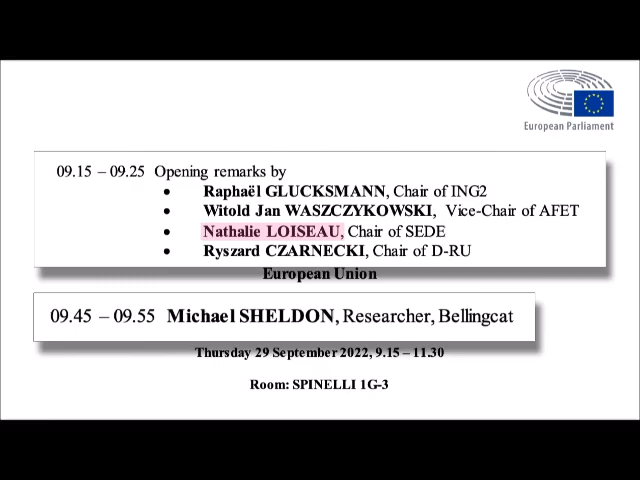 European Parliament
09.15 – 09.25 Opening remarks by
• Raphaël GLUCKSMANN, Chair of ING2
• Witold Jan WASZCZYKOWSKI, Vice-Chair of AFET
• Nathalie LOISEAU, Chair of SEDE
• Ryszard CZARNECKI, Chair of D-RU
European Union
09.45 – 09.55 Michael SHELDON, Researcher, Bellingcat
Thursday 29 September 2022, 9.15 – 11.30
Room: SPINELLI 1G-3